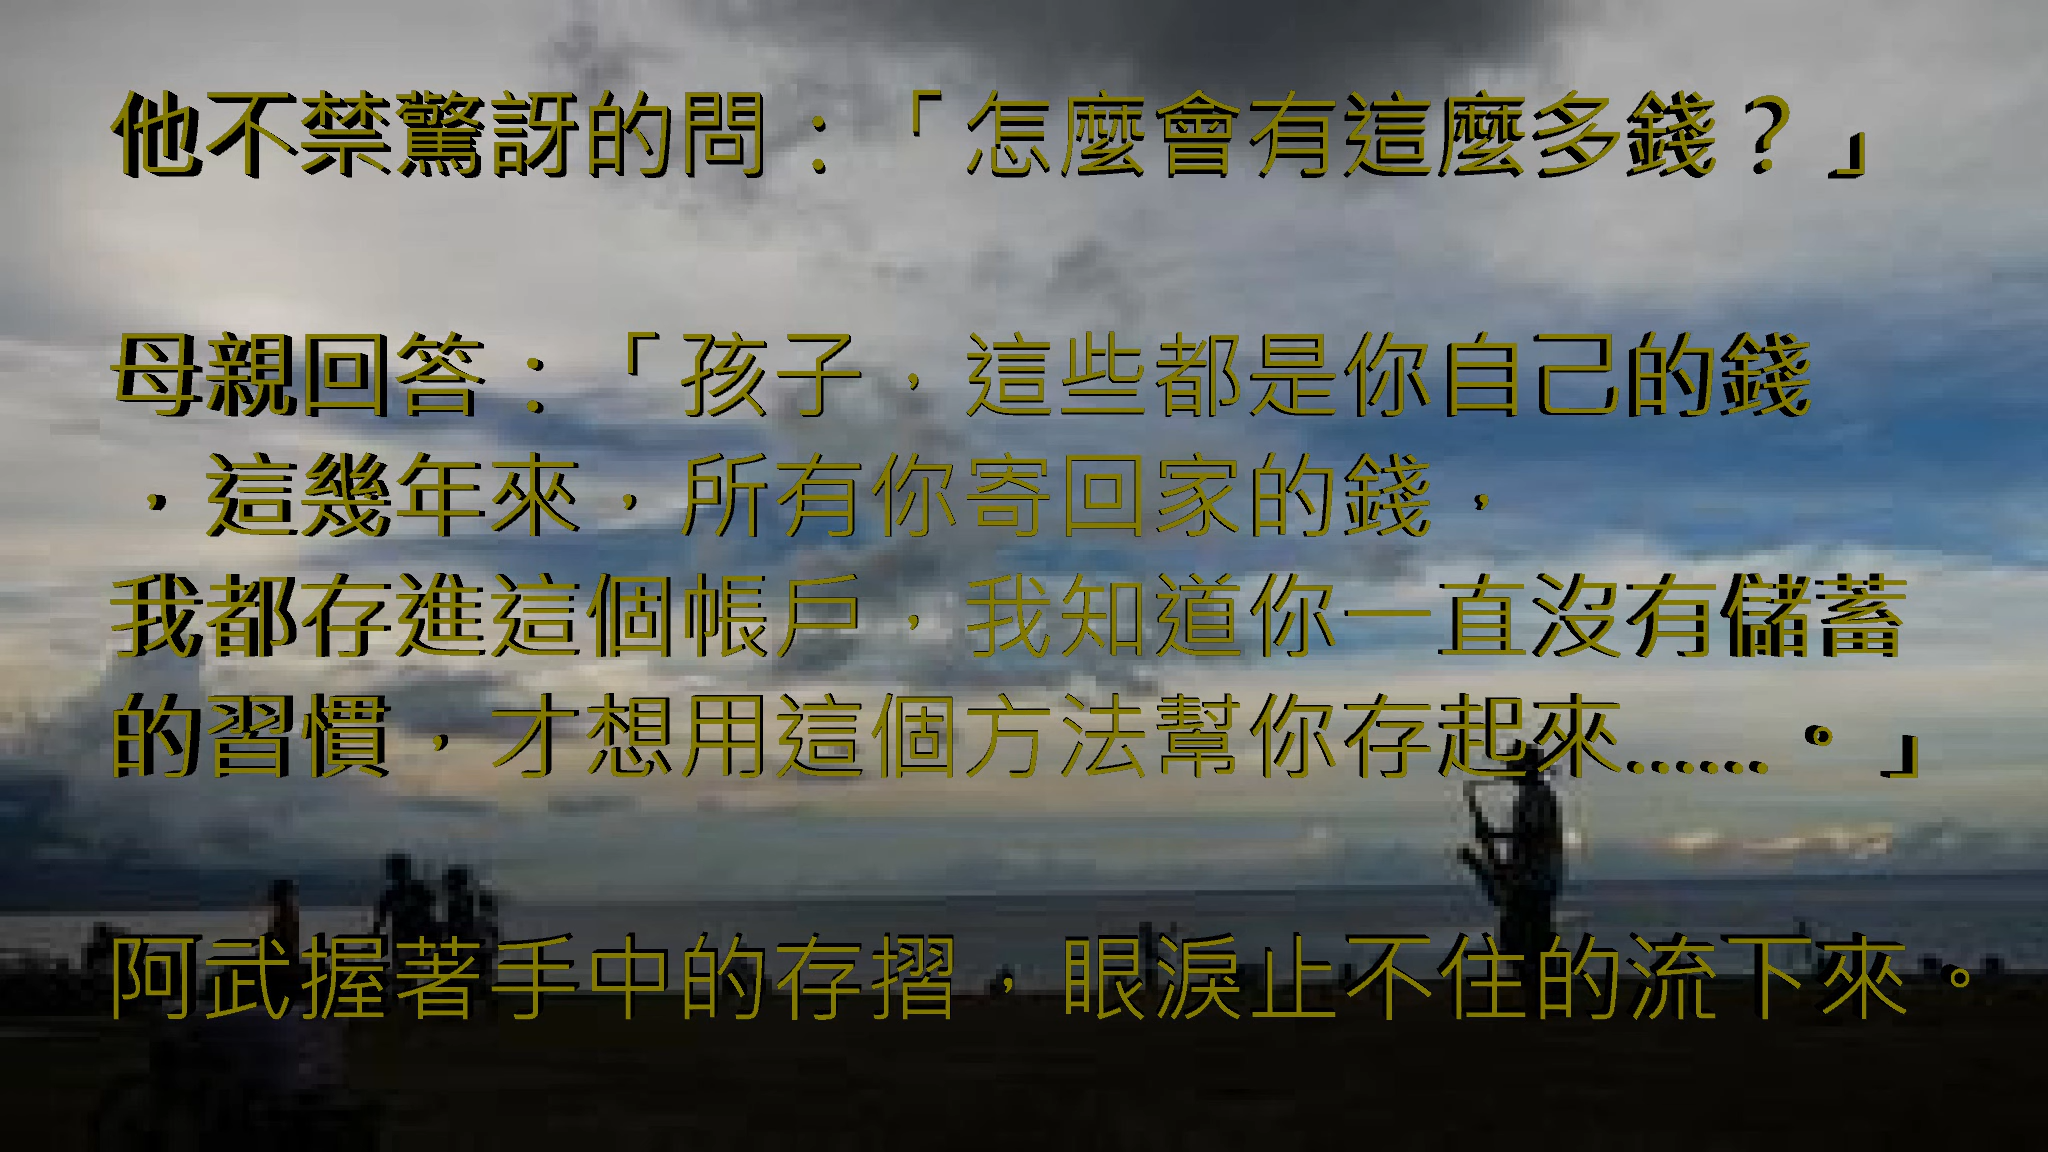 他不禁驚訝的問：「怎麼會有這麼多錢？」
母親回答：「孩子，這些都是你自己的錢
，這幾年來，所有你寄回家的錢，
我都存進這個帳戶，我知道你一直沒有儲蓄
的習慣，才想用這個方法幫你存起來……。」
阿武握著手中的存摺，眼淚止不住的流下來。